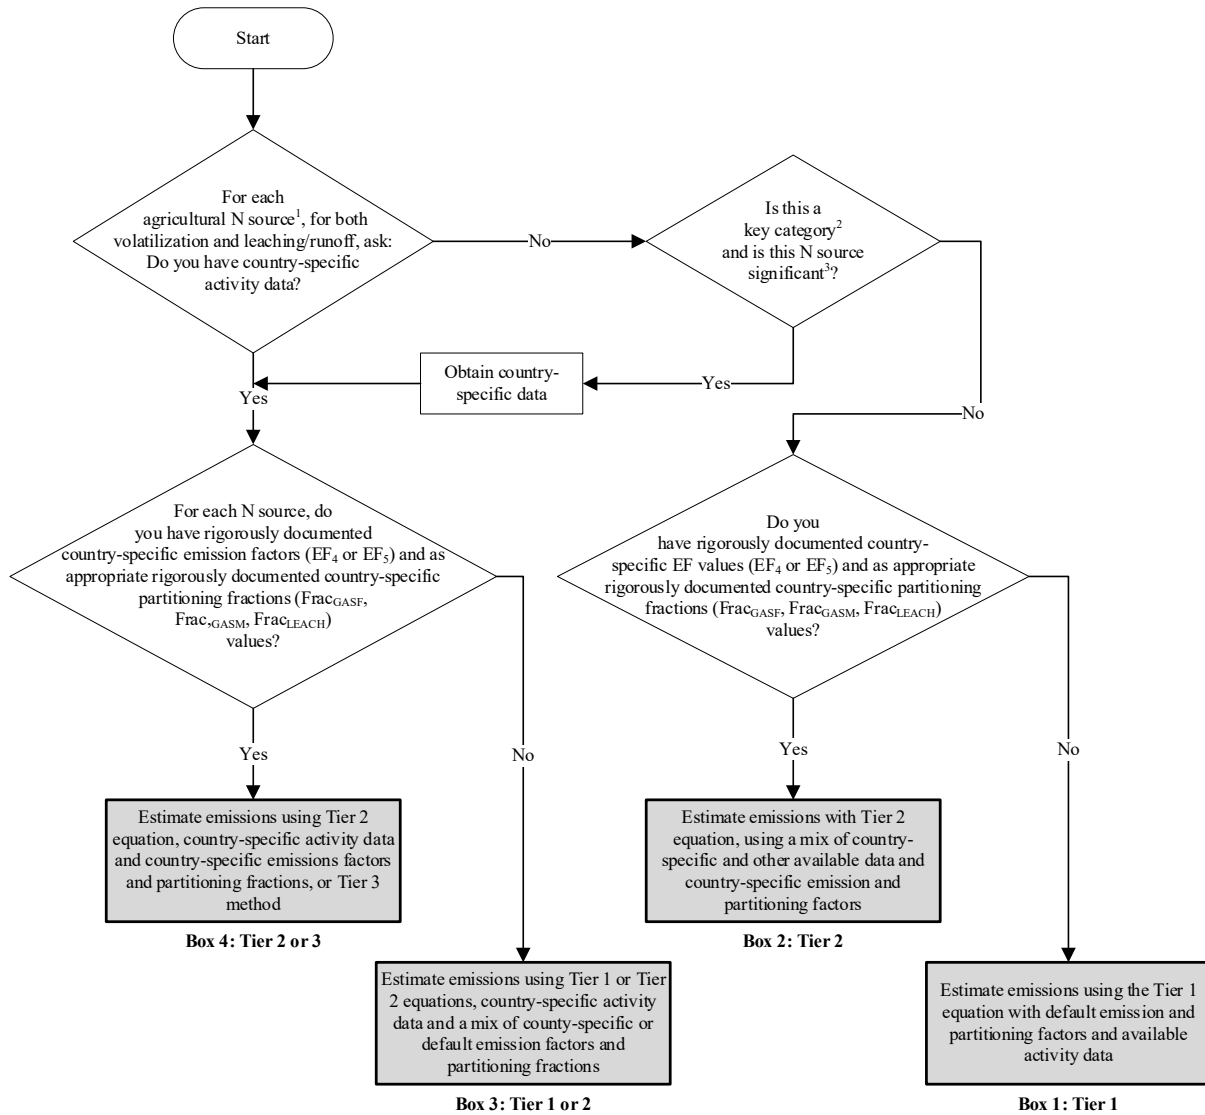 Start
For each
agricultural N source¹, for both
volatilization and leaching/runoff, ask:
Do you have country-specific
activity data?
No
Is this a
key category²
and is this N source
significant³?
Obtain country-
specific data
Yes
Yes
No
For each N source, do
you have rigorously documented
country-specific emission factors (EF₄ or EF₅) and as
appropriate rigorously documented country-specific
partitioning fractions (Frac_GASF,
Frac,_,GASM, Frac_LEACH)
values?
Do you
have rigorously documented country-
specific EF values (EF₄ or EF₅) and as appropriate
rigorously documented country-specific partitioning
fractions (Frac_GASF, Frac_GASM, Frac_LEACH)
values?
Yes
No
Yes
No
Estimate emissions using Tier 2
equation, country-specific activity data
and country-specific emissions factors
and partitioning fractions, or Tier 3
method
Box 4: Tier 2 or 3
Estimate emissions with Tier 2
equation, using a mix of country-
specific and other available data and
country-specific emission and
partitioning factors
Box 2: Tier 2
Estimate emissions using Tier 1 or Tier
2 equations, country-specific activity
data and a mix of county-specific or
default emission factors and
partitioning fractions
Box 3: Tier 1 or 2
Estimate emissions using the Tier 1
equation with default emission and
partitioning factors and available
activity data
Box 1: Tier 1